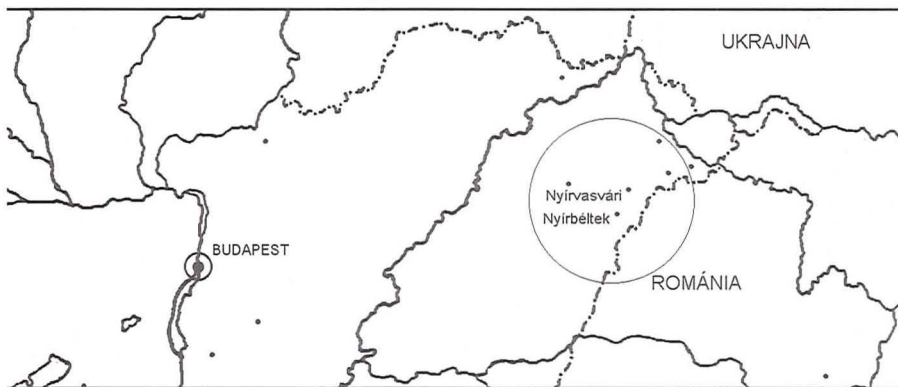 UKRAJNA
Nyírvasvári
Nyírbéltek
BUDAPEST
ROMÁNIA